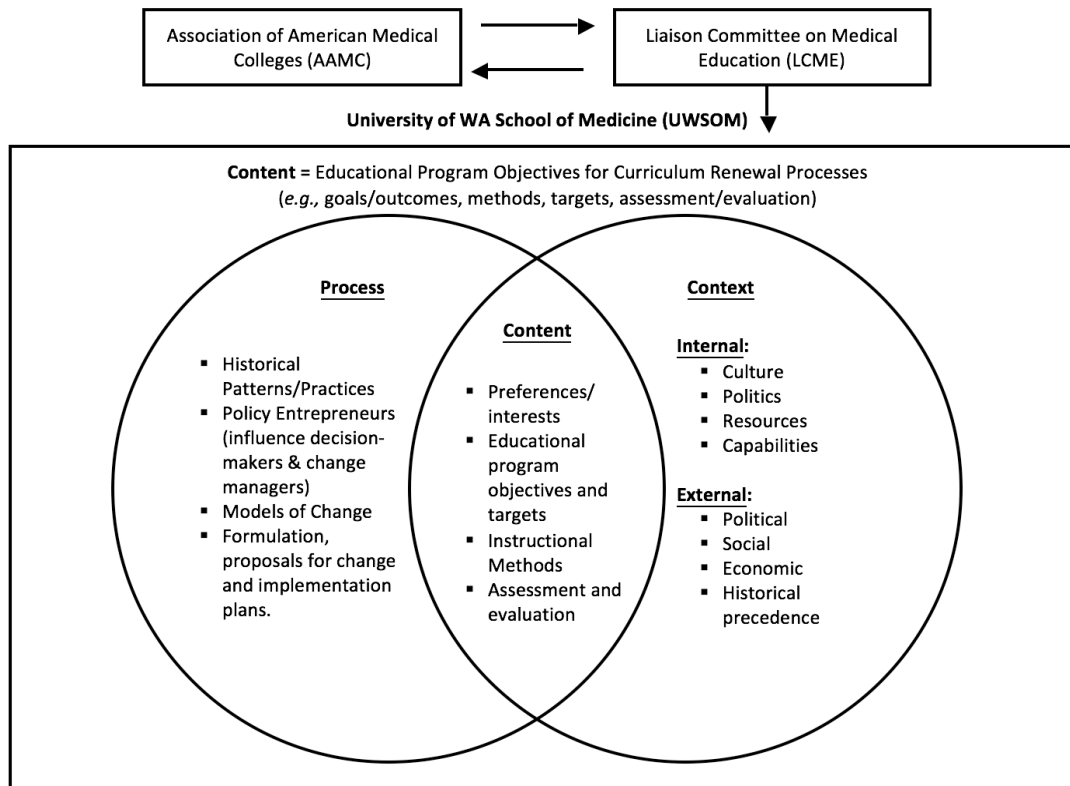 Association of American Medical
Colleges (AAMC)
Liaison Committee on Medical
Education (LCME)
University of WA School of Medicine (UWSOM)
Content = Educational Program Objectives for Curriculum Renewal Processes
(e.g., goals/outcomes, methods, targets, assessment/evaluation)
Process
▪ Historical
Patterns/Practices
▪ Policy Entrepreneurs
(influence decision-
makers & change
managers)
▪ Models of Change
▪ Formulation,
proposals for change
and implementation
plans.
Content
▪ Preferences/
interests
▪ Educational
program
objectives and
targets
▪ Instructional
Methods
▪ Assessment and
evaluation
Context
Internal:
▪ Culture
▪ Politics
▪ Resources
▪ Capabilities
External:
▪ Political
▪ Social
▪ Economic
▪ Historical
precedence